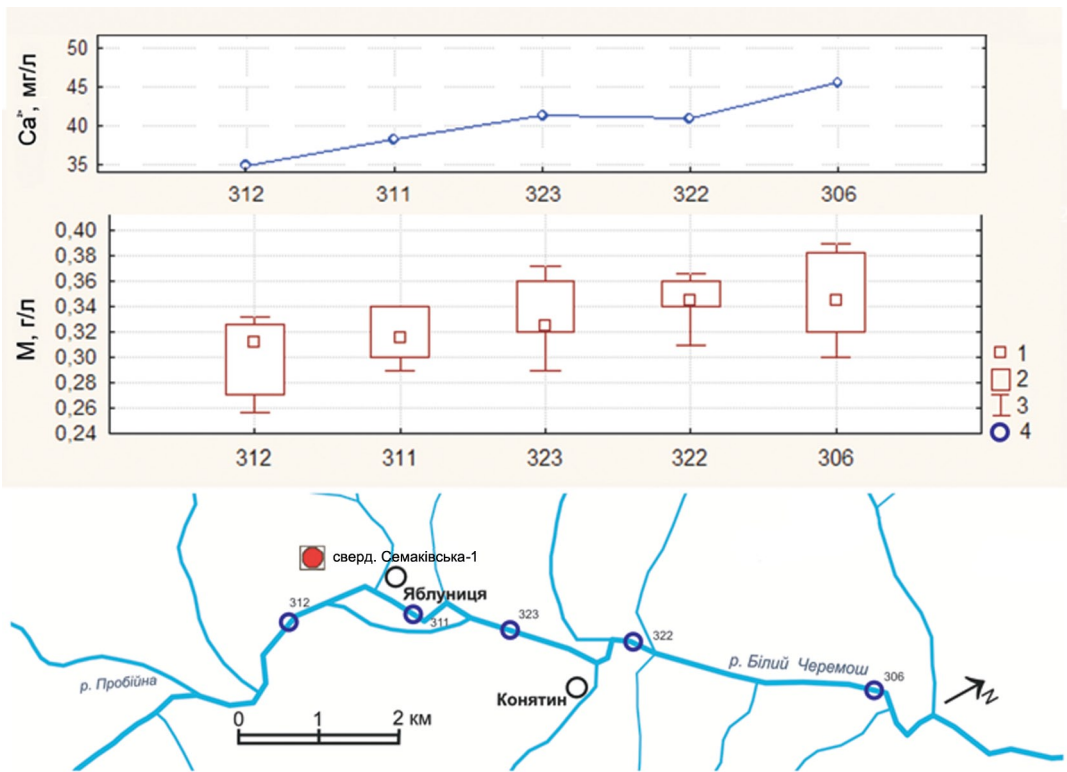 Ca²⁺, мг/л
50
45
40
35
312 311 323 322 306
М, г/л
0,40
0,38
0,36
0,34
0,32
0,30
0,28
0,26
0,24
312 311 323 322 306
1
2
3
4
сверд. Семаківська-1
Яблуниця
312
311
323
322
р. Білий Черемош
306
р. Пробійна
Конятин
N
0 1 2 км